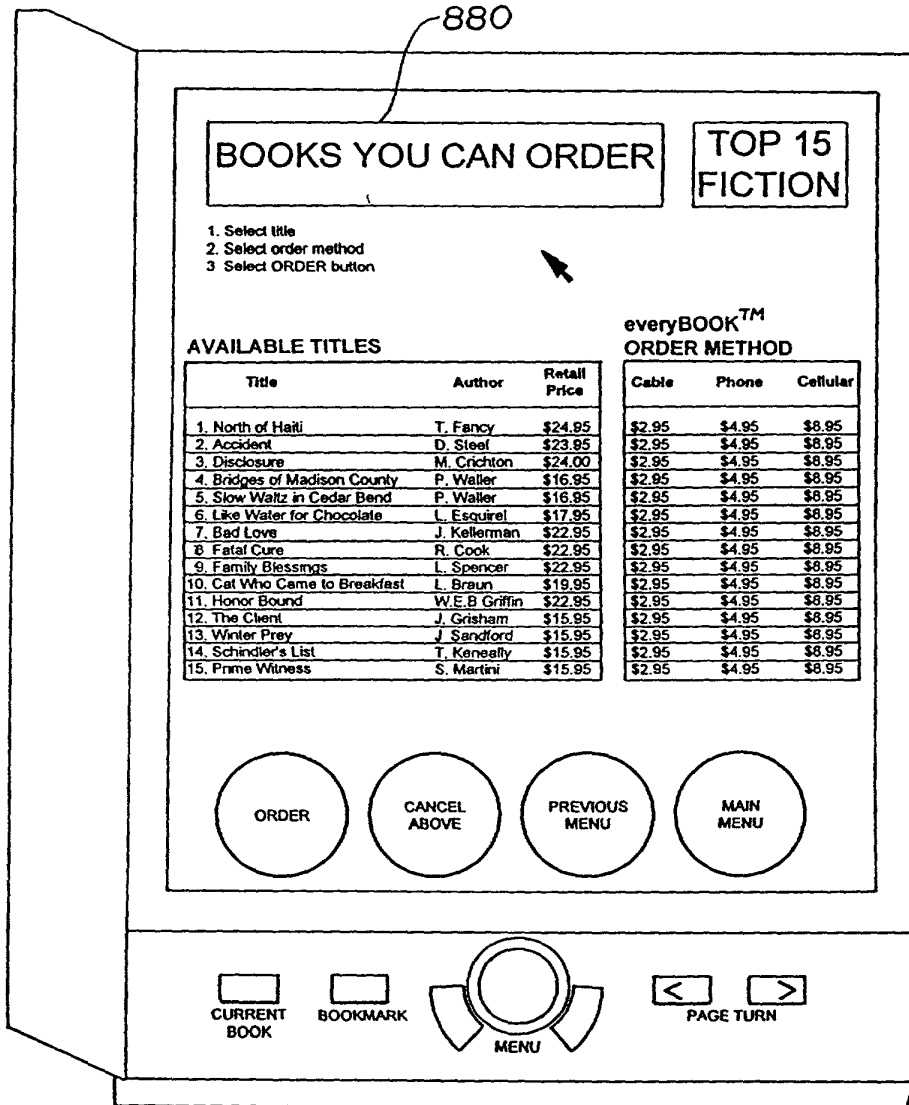 880
BOOKS YOU CAN ORDER
TOP 15
FICTION
1. Select title
2. Select order method
3 Select ORDER button
everyBOOK™
AVAILABLE TITLES
ORDER METHOD
Title Author Retail Price Cable Phone Cellular
1. North of Haiti T. Fancy $24.95 $2.95 $4.95 $8.95
2. Accident D. Steel $23.95 $2.95 $4.95 $8.95
3. Disclosure M. Crichton $24.00 $2.95 $4.95 $8.95
4. Bridges of Madison County P. Waller $16.95 $2.95 $4.95 $8.95
5. Slow Waltz in Cedar Bend P. Waller $16.95 $2.95 $4.95 $8.95
6. Like Water for Chocolate L. Esquirel $17.95 $2.95 $4.95 $8.95
7. Bad Love J. Kellerman $22.95 $2.95 $4.95 $8.95
8 Fatal Cure R. Cook $22.95 $2.95 $4.95 $8.95
9. Family Blessings L. Spencer $22.95 $2.95 $4.95 $8.95
10. Cat Who Came to Breakfast L. Braun $19.95 $2.95 $4.95 $8.95
11. Honor Bound W.E.B Griffin $22.95 $2.95 $4.95 $8.95
12. The Client J. Grisham $15.95 $2.95 $4.95 $8.95
13. Winter Prey J Sandford $15.95 $2.95 $4.95 $8.95
14. Schindler's List T. Keneally $15.95 $2.95 $4.95 $8.95
15. Prime Witness S. Martini $15.95 $2.95 $4.95 $8.95
ORDER
CANCEL
ABOVE
PREVIOUS
MENU
MAIN
MENU
< >
CURRENT
BOOK
BOOKMARK
MENU
PAGE TURN